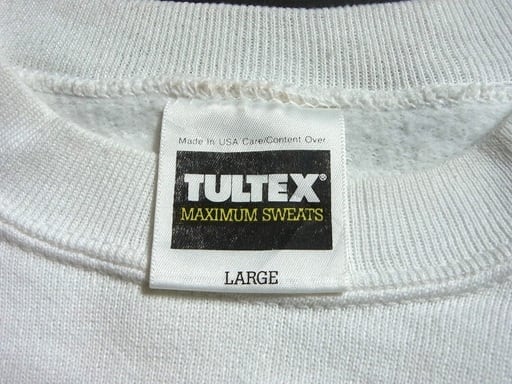 Made In USA Care/Content Over
TULTEX®
MAXIMUM SWEATS
LARGE